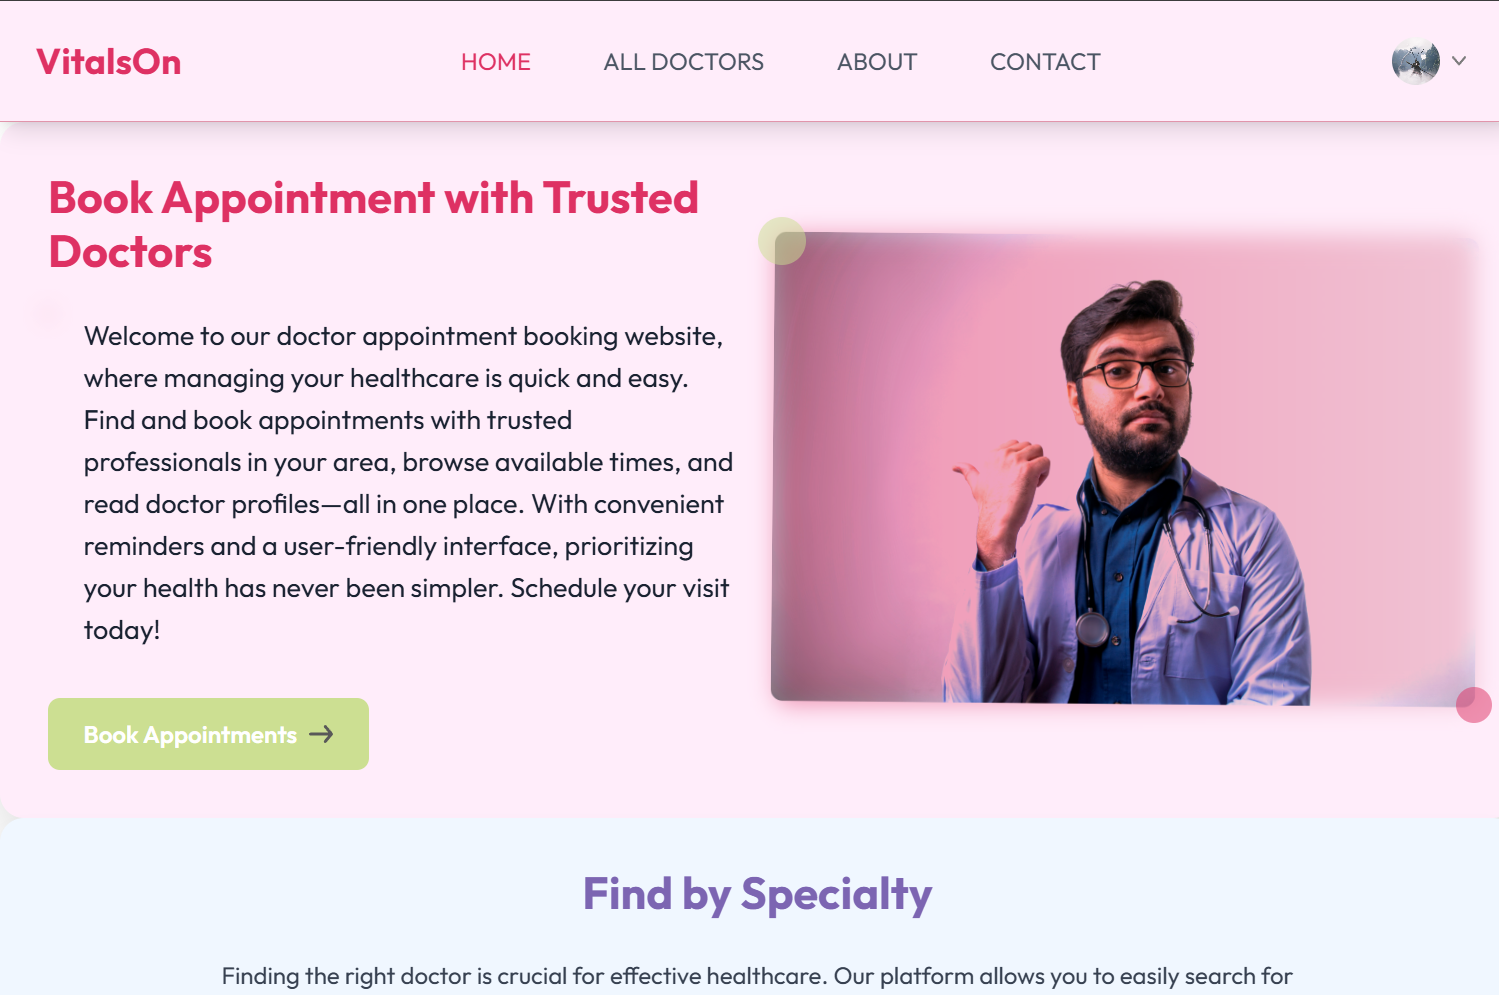 VitalsOn
HOME
ALL DOCTORS
ABOUT
CONTACT
Book Appointment with Trusted
Doctors
Welcome to our doctor appointment booking website,
where managing your healthcare is quick and easy.
Find and book appointments with trusted
professionals in your area, browse available times, and
read doctor profiles—all in one place. With convenient
reminders and a user-friendly interface, prioritizing
your health has never been simpler. Schedule your visit
today!
Book Appointments
Find by Specialty
Finding the right doctor is crucial for effective healthcare. Our platform allows you to easily search for